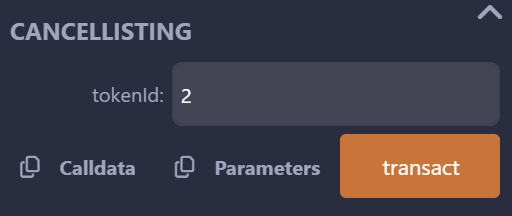 CANCELLISTING
tokenId: 2
Calldata Parameters transact